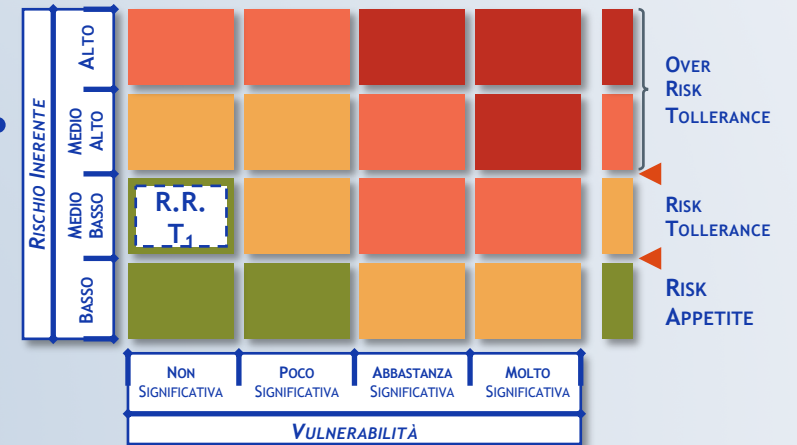 RISCHIO INERENTE
ALTO
MEDIO
ALTO
MEDIO
BASSO
BASSO
R.R.
T1
OVER
RISK
TOLLERANCE
RISK
TOLLERANCE
RISK
APPETITE
NON
SIGNIFICATIVA
POCO
SIGNIFICATIVA
ABBASTANZA
SIGNIFICATIVA
MOLTO
SIGNIFICATIVA
VULNERABILITÀ